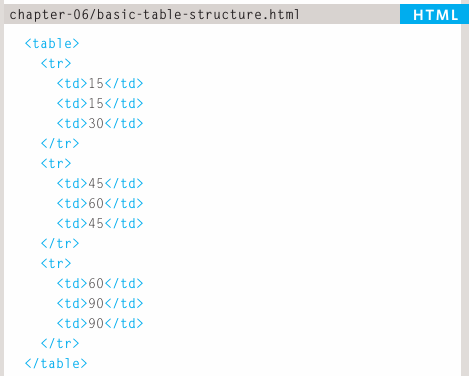 chapter-06/basic-table-structure.html HTML
<table>
  <tr>
    <td>15</td>
    <td>15</td>
    <td>30</td>
  </tr>
  <tr>
    <td>45</td>
    <td>60</td>
    <td>45</td>
  </tr>
  <tr>
    <td>60</td>
    <td>90</td>
    <td>90</td>
  </tr>
</table>